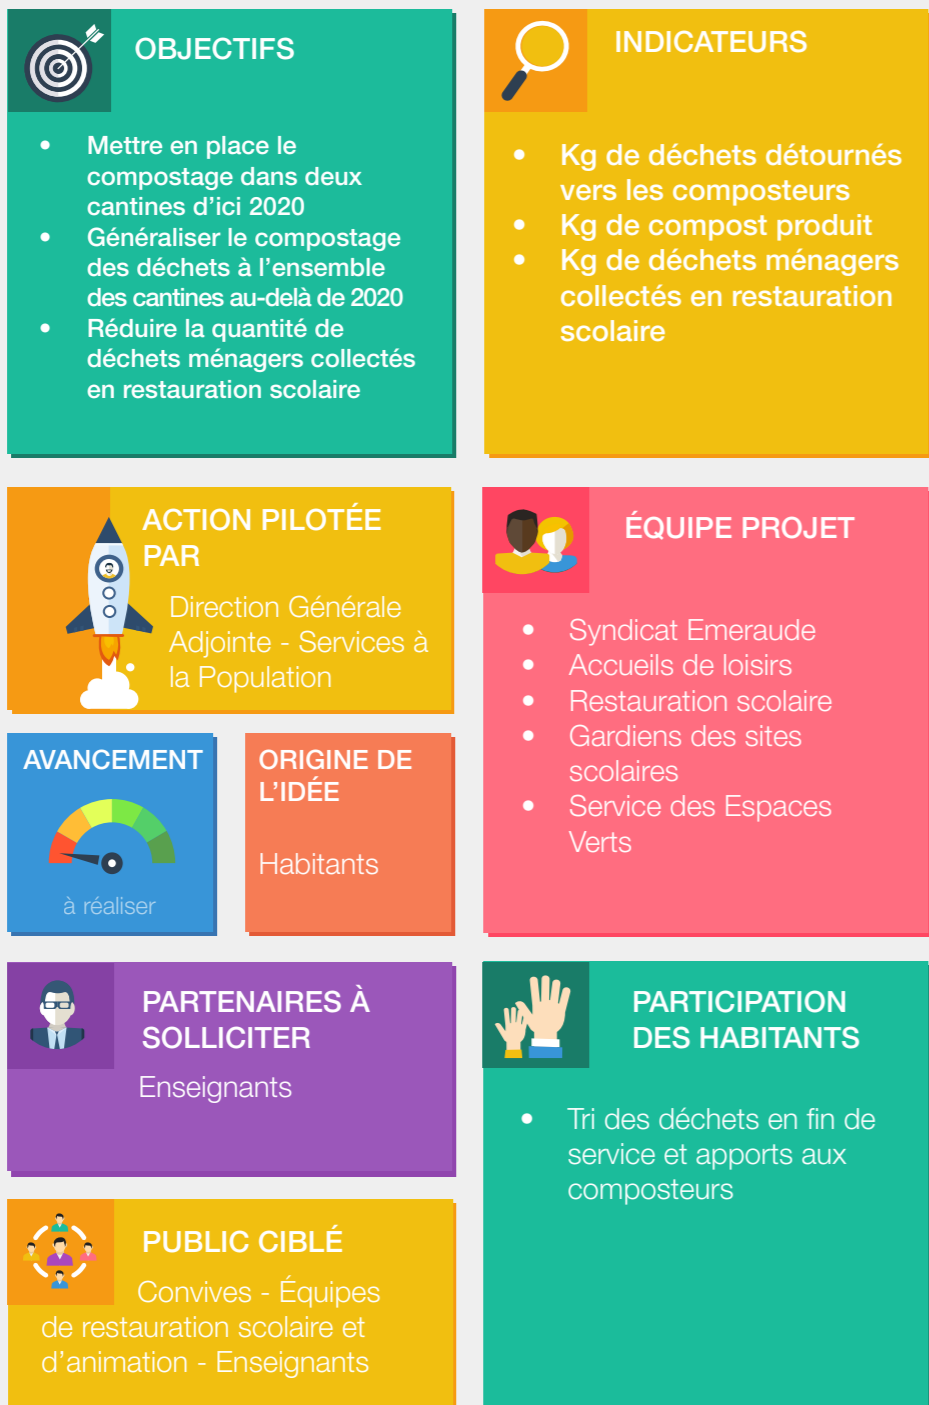 OBJECTIFS
• Mettre en place le
compostage dans deux
cantines d'ici 2020
• Généraliser le compostage
des déchets à l'ensemble
des cantines au-delà de 2020
• Réduire la quantité de
déchets ménagers collectés
en restauration scolaire
INDICATEURS
• Kg de déchets détournés
vers les composteurs
• Kg de compost produit
• Kg de déchets ménagers
collectés en restauration
scolaire
ACTION PILOTÉE
PAR
Direction Générale
Adjointe - Services à
la Population
ÉQUIPE PROJET
• Syndicat Emeraude
• Accueils de loisirs
• Restauration scolaire
• Gardiens des sites
scolaires
• Service des Espaces
Verts
AVANCEMENT
à réaliser
ORIGINE DE
L'IDÉE
Habitants
PARTENAIRES À
SOLLICITER
Enseignants
PARTICIPATION
DES HABITANTS
• Tri des déchets en fin de
service et apports aux
composteurs
PUBLIC CIBLÉ
Convives - Équipes
de restauration scolaire et
d'animation - Enseignants